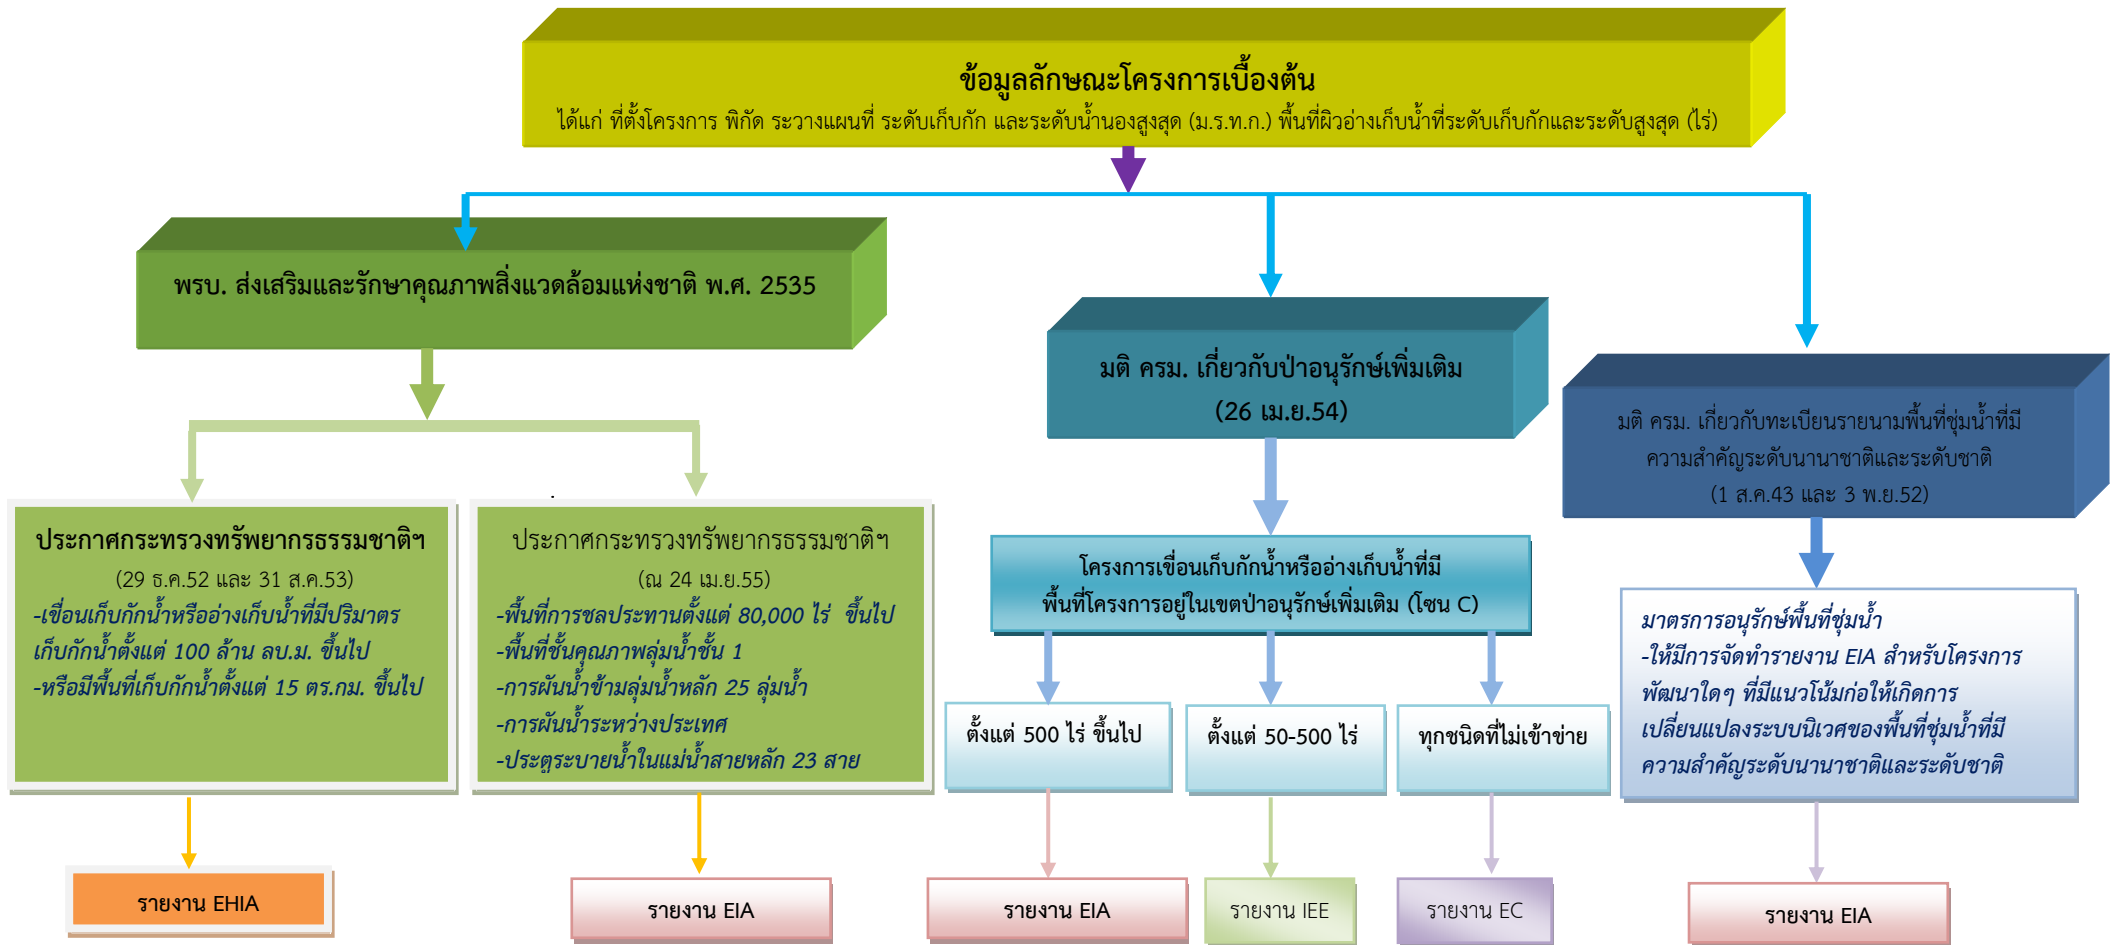 ข้อมูลลักษณะโครงการเบื้องต้น
ได้แก่ ที่ตั้งโครงการ พิกัด ระวางแผนที่ ระดับเก็บกัก และระดับน้ำนองสูงสุด (ม.ร.ท.ก.) พื้นที่ผิวอ่างเก็บน้ำที่ระดับเก็บกักและระดับสูงสุด (ไร่)
พรบ. ส่งเสริมและรักษาคุณภาพสิ่งแวดล้อมแห่งชาติ พ.ศ. 2535
มติ ครม. เกี่ยวกับป่าอนุรักษ์เพิ่มเติม
(26 เม.ย.54)
มติ ครม. เกี่ยวกับทะเบียนรายนามพื้นที่ชุ่มน้ำที่มี
ความสำคัญระดับนานาชาติและระดับชาติ
(1 ส.ค.43 และ 3 พ.ย.52)
ประกาศกระทรวงทรัพยากรธรรมชาติฯ
(29 ธ.ค.52 และ 31 ส.ค.53)
-เขื่อนเก็บกักน้ำหรืออ่างเก็บน้ำที่มีปริมาตร
เก็บกักน้ำตั้งแต่ 100 ล้าน ลบ.ม. ขึ้นไป
-หรือมีพื้นที่เก็บกักน้ำตั้งแต่ 15 ตร.กม. ขึ้นไป
ประกาศกระทรวงทรัพยากรธรรมชาติฯ
(ณ 24 เม.ย.55)
-พื้นที่การชลประทานตั้งแต่ 80,000 ไร่ ขึ้นไป
-พื้นที่ชั้นคุณภาพลุ่มน้ำชั้น 1
-การผันน้ำข้ามลุ่มน้ำหลัก 25 ลุ่มน้ำ
-การผันน้ำระหว่างประเทศ
-ประตูระบายน้ำในแม่น้ำสายหลัก 23 สาย
โครงการเขื่อนเก็บกักน้ำหรืออ่างเก็บน้ำที่มี
พื้นที่โครงการอยู่ในเขตป่าอนุรักษ์เพิ่มเติม (โซน C)
ตั้งแต่ 500 ไร่ ขึ้นไป
ตั้งแต่ 50-500 ไร่
ทุกชนิดที่ไม่เข้าข่าย
มาตรการอนุรักษ์พื้นที่ชุ่มน้ำ
-ให้มีการจัดทำรายงาน EIA สำหรับโครงการ
พัฒนาใดๆ ที่มีแนวโน้มก่อให้เกิดการ
เปลี่ยนแปลงระบบนิเวศของพื้นที่ชุ่มน้ำที่มี
ความสำคัญระดับนานาชาติและระดับชาติ
รายงาน EHIA
รายงาน EIA
รายงาน EIA
รายงาน IEE
รายงาน EC
รายงาน EIA